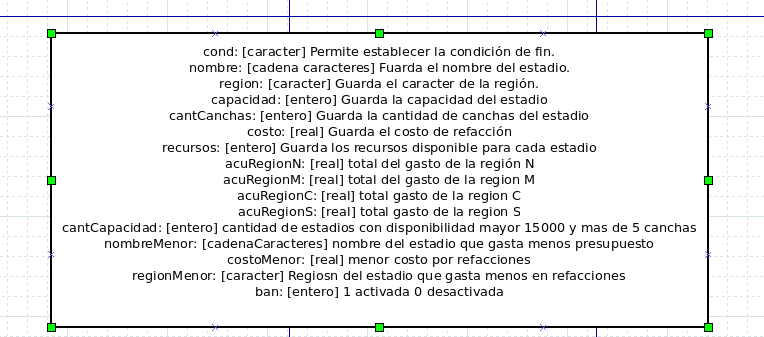 cond: [caracter] Permite establecer la condición de fin.
nombre: [cadena caracteres] Fuarda el nombre del estadio.
region: [caracter] Guarda el caracter de la región.
capacidad: [entero] Guarda la capacidad del estadio
cantCanchas: [entero] Guarda la cantidad de canchas del estadio
costo: [real] Guarda el costo de refacción
recursos: [entero] Guarda los recursos disponible para cada estadio
acuRegionN: [real] total del gasto de la región N
acuRegionM: [real] total del gasto de la region M
acuRegionC: [real] total gasto de la region C
acuRegionS: [real] total gasto de la region S
cantCapacidad: [entero] cantidad de estadios con disponibilidad mayor 15000 y mas de 5 canchas
nombreMenor: [cadenaCaracteres] nombre del estadio que gasta menos presupuesto
costoMenor: [real] menor costo por refacciones
regionMenor: [caracter] Regiosn del estadio que gasta menos en refacciones
ban: [entero] 1 activada 0 desactivada